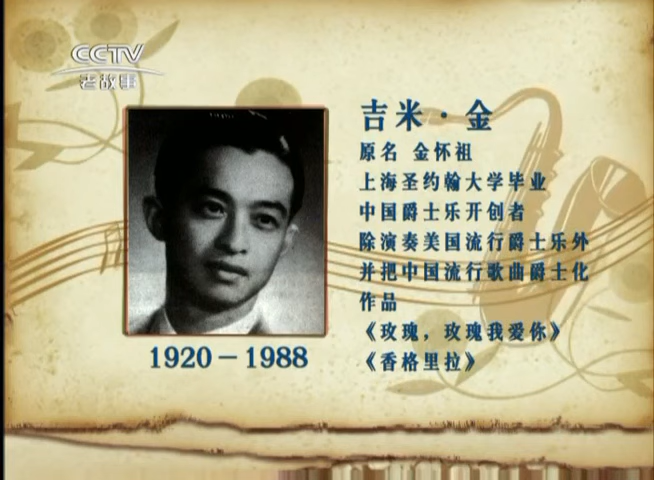 CCTV
老故事
吉米·金
原名 金怀祖
上海圣约翰大学毕业
中国爵士乐开创者
除演奏美国流行爵士乐外
并把中国流行歌曲爵士化
作品
《玫瑰，玫瑰我爱你》
《香格里拉》
1920－1988